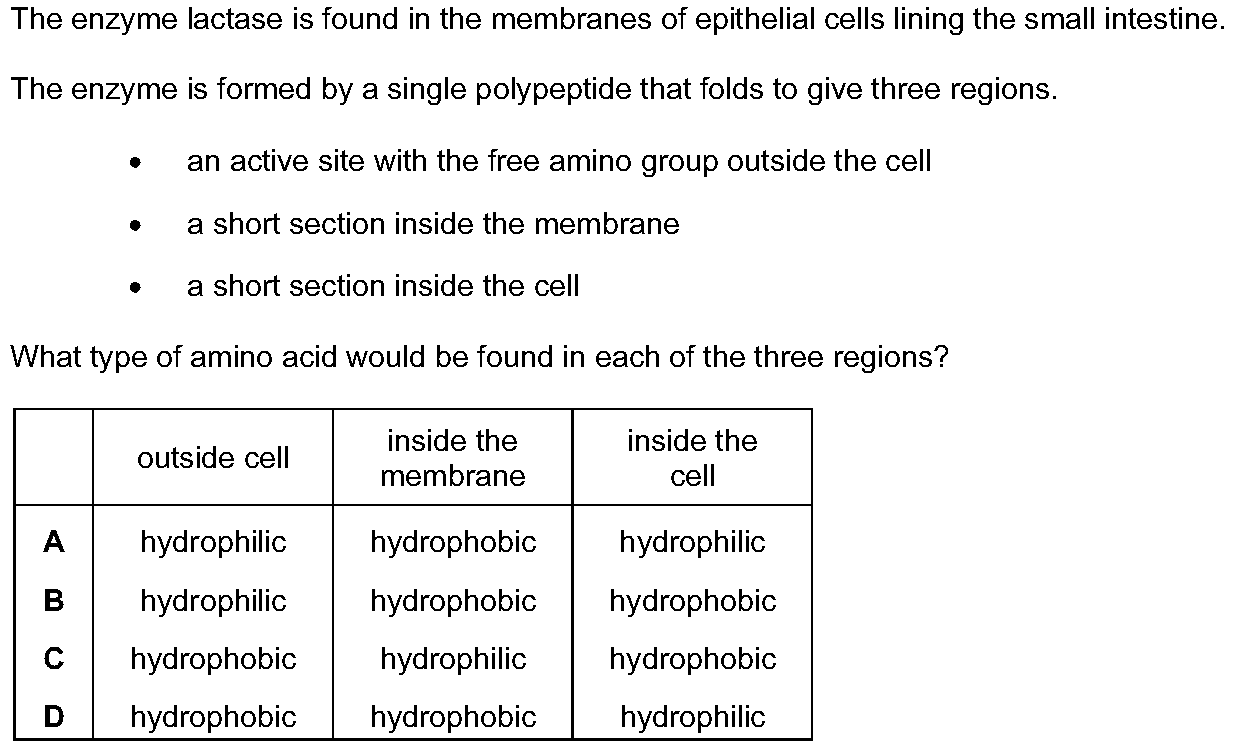 The enzyme lactase is found in the membranes of epithelial cells lining the small intestine.
The enzyme is formed by a single polypeptide that folds to give three regions.
• an active site with the free amino group outside the cell
• a short section inside the membrane
• a short section inside the cell
What type of amino acid would be found in each of the three regions?
outside cell | inside the membrane | inside the cell
A hydrophilic hydrophobic hydrophilic
B hydrophilic hydrophobic hydrophobic
C hydrophobic hydrophilic hydrophobic
D hydrophobic hydrophobic hydrophilic